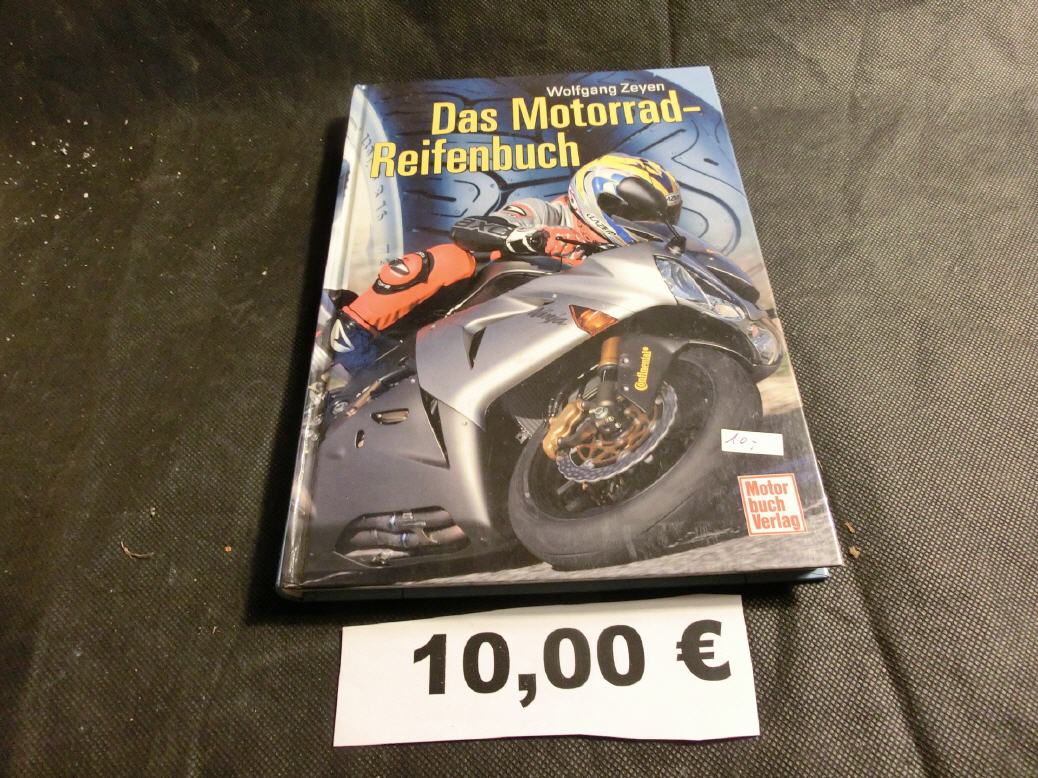 Wolfgang Zeyen
Das Motorrad-
Reifenbuch
Ninja
Continental
10,-
Motor
buch
Verlag
10,00 €